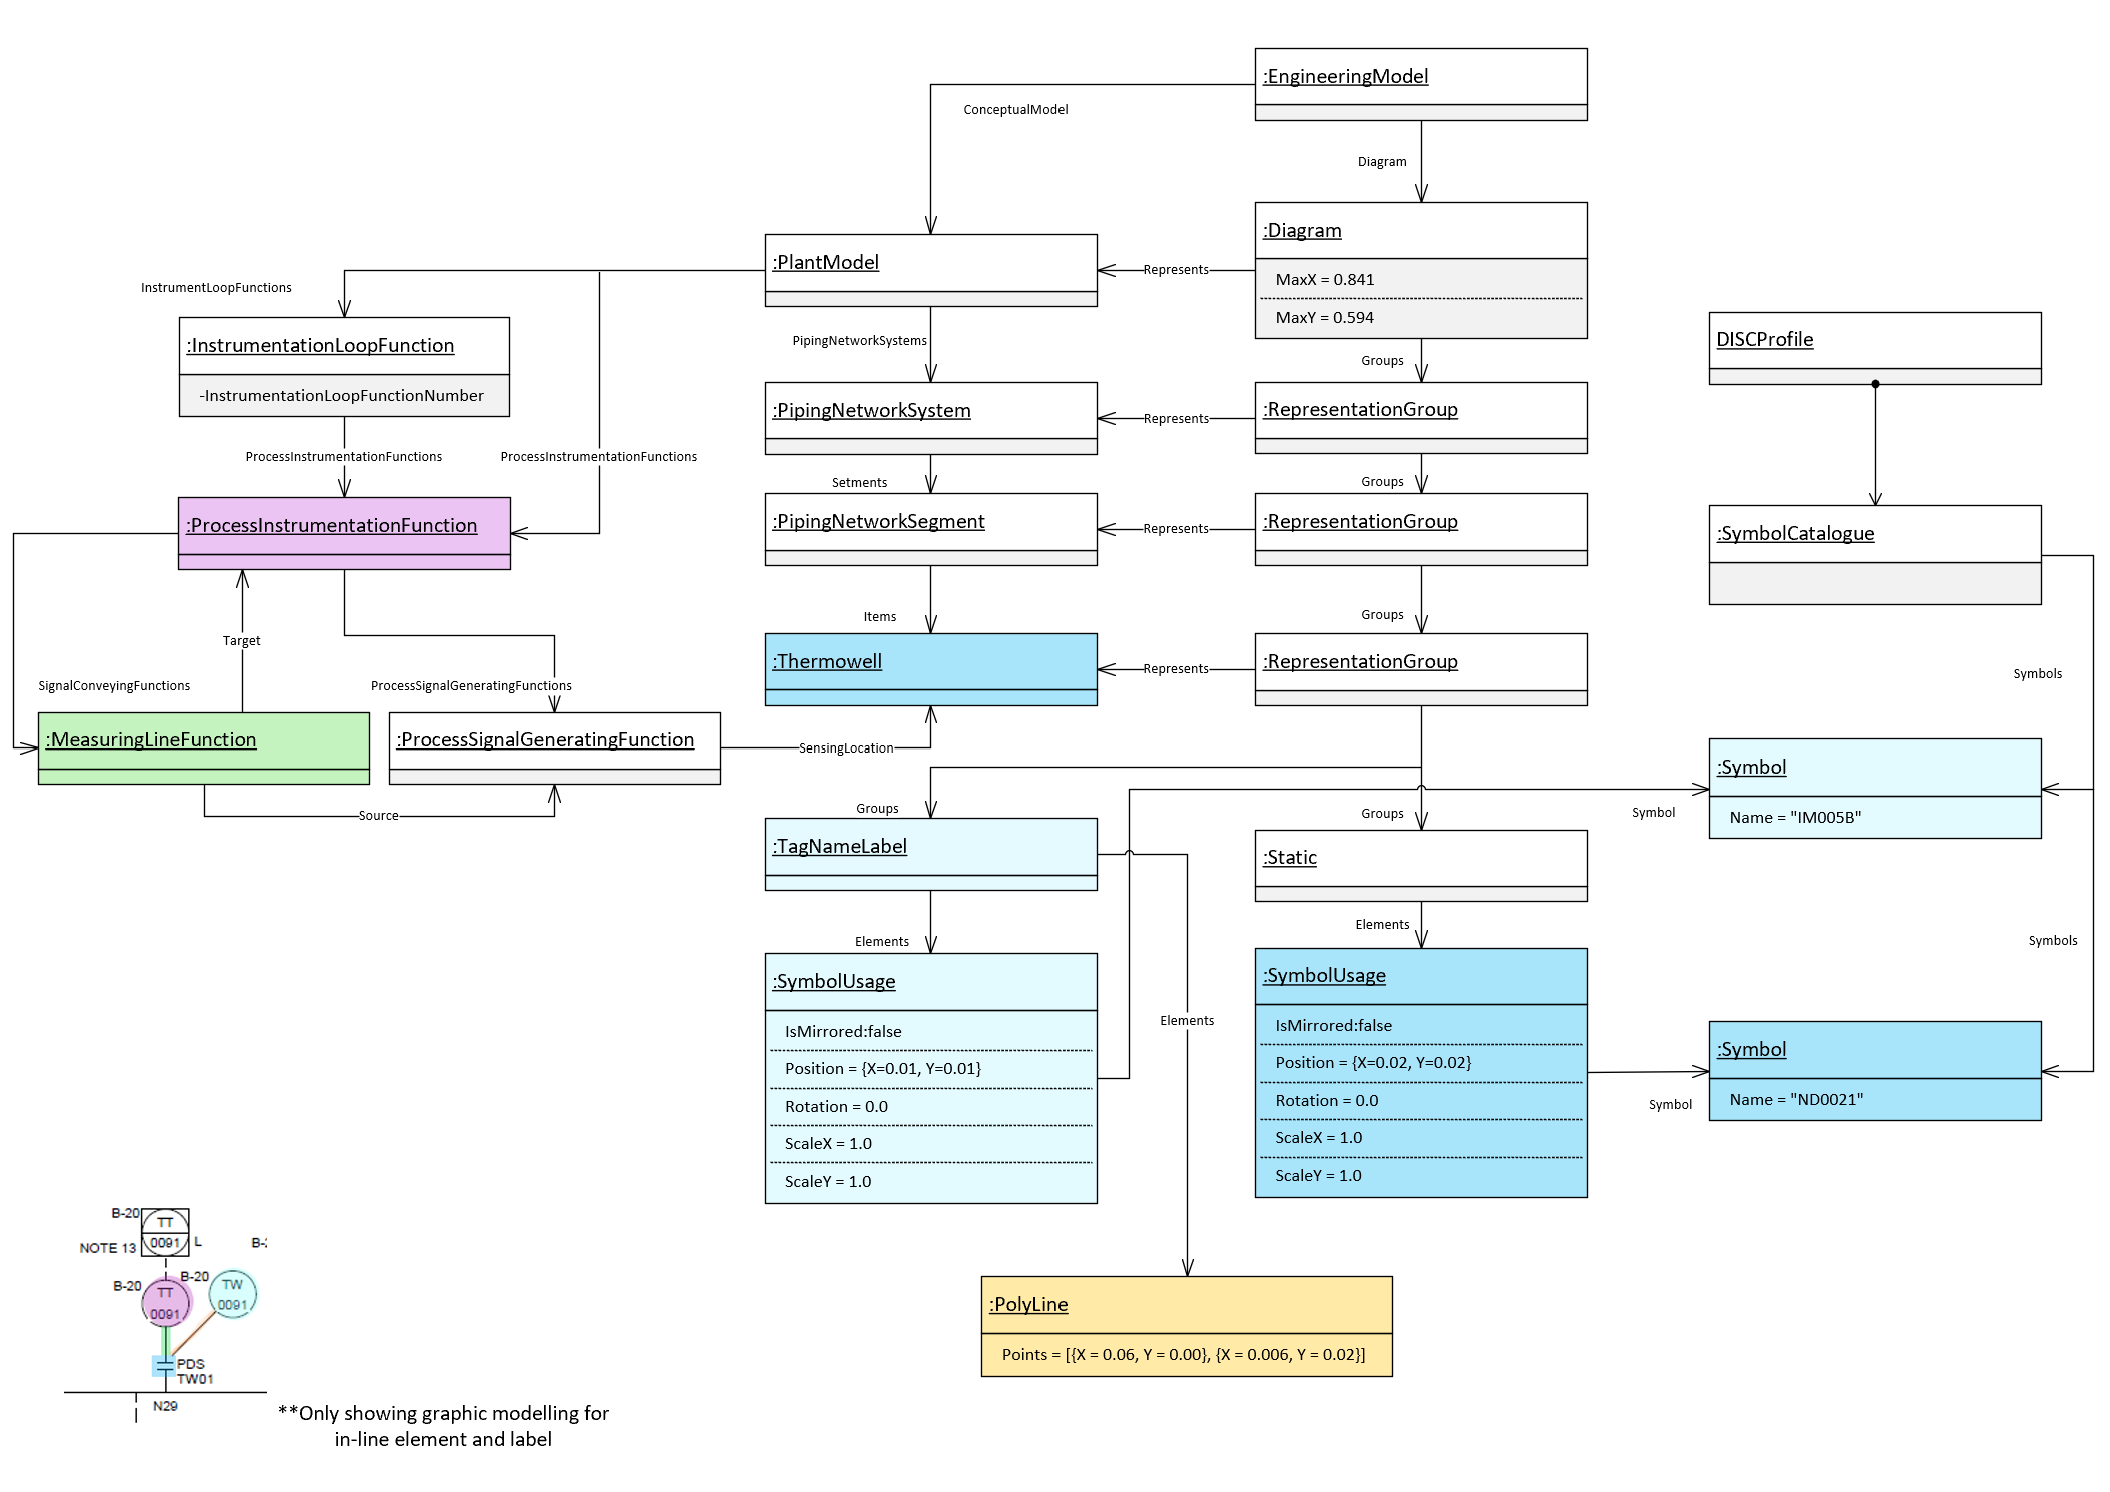 :EngineeringModel
ConceptualModel
Diagram
:Diagram
MaxX = 0.841
MaxY = 0.594
:PlantModel
Represents
InstrumentLoopFunctions
:InstrumentationLoopFunction
-InstrumentationLoopFunctionNumber
PipingNetworkSystems
Groups
DISCProfile
:PipingNetworkSystem
Represents
:RepresentationGroup
ProcessInstrumentationFunctions
ProcessInstrumentationFunctions
Setments
Groups
:ProcessInstrumentationFunction
:PipingNetworkSegment
Represents
:RepresentationGroup
:SymbolCatalogue
Items
Groups
Target
:Thermowell
Represents
:RepresentationGroup
Symbols
SignalConveyingFunctions
ProcessSignalGeneratingFunctions
:MeasuringLineFunction
:ProcessSignalGeneratingFunction
SensingLocation
Source
Groups
Groups
Symbol
:Symbol
Name = "IM005B"
:TagNameLabel
:Static
Elements
Elements
Symbols
:SymbolUsage
IsMirrored:false
Position = {X=0.01, Y=0.01}
Rotation = 0.0
ScaleX = 1.0
ScaleY = 1.0
Elements
:SymbolUsage
IsMirrored:false
Position = {X=0.02, Y=0.02}
Rotation = 0.0
ScaleX = 1.0
ScaleY = 1.0
Symbol
:Symbol
Name = "ND0021"
:PolyLine
Points = [{X = 0.06, Y = 0.00}, {X = 0.006, Y = 0.02}]
B-20
TT
0091
L
NOTE 13
B-20
TT
0091
B-20
TW
0091
PDS
TW01
N29
**Only showing graphic modelling for
in-line element and label